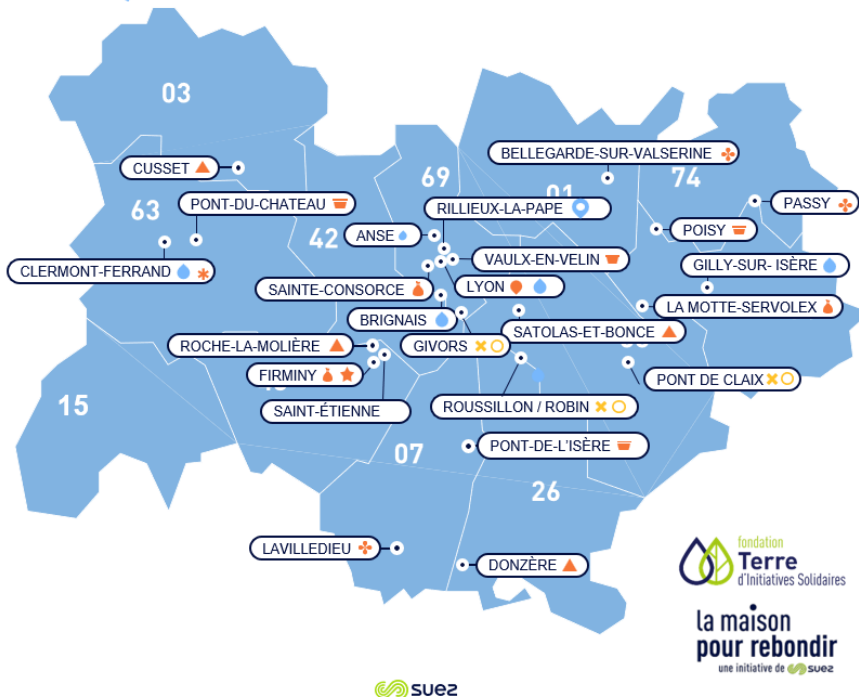 03
CUSSET
BELLEGARDE-SUR-VALSERINE
69
01
74
63
PONT-DU-CHATEAU
RILLIEUX-LA-PAPE
PASSY
42
ANSE
POISY
CLERMONT-FERRAND
VAULX-EN-VELIN
GILLY-SUR- ISÈRE
SAINTE-CONSORCE
LYON
LA MOTTE-SERVOLEX
BRIGNAIS
SATOLAS-ET-BONCE
ROCHE-LA-MOLIÈRE
GIVORS
FIRMINY
PONT DE CLAIX
15
SAINT-ÉTIENNE
ROUSSILLON / ROBIN
07
PONT-DE-L'ISÈRE
26
LAVILLEDIEU
DONZÈRE
fondation
Terre
d'Initiatives Solidaires
la maison
pour rebondir
une initiative de suez
suez